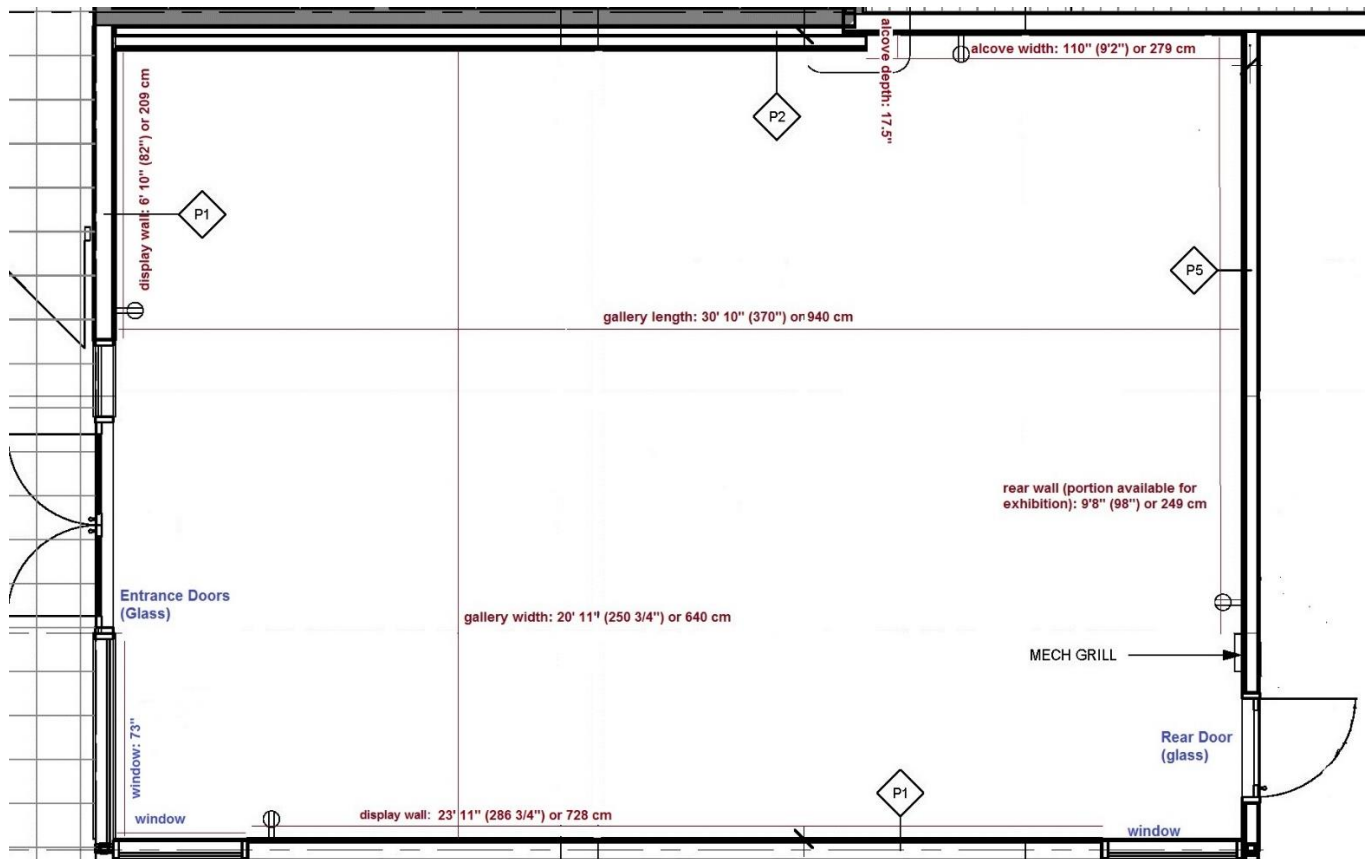 alcove width: 110" (9'2") or 279 cm
alcove depth: 17.5"
display wall: 6' 10" (82") or 209 cm
P2
P1
P5
gallery length: 30' 10" (370") or 940 cm
rear wall (portion available for
exhibition): 9'8" (98") or 249 cm
Entrance Doors
(Glass)
gallery width: 20' 11" (250 3/4") or 640 cm
MECH GRILL
window: 73"
Rear Door
(glass)
P1
window
display wall: 23' 11" (286 3/4") or 728 cm
window